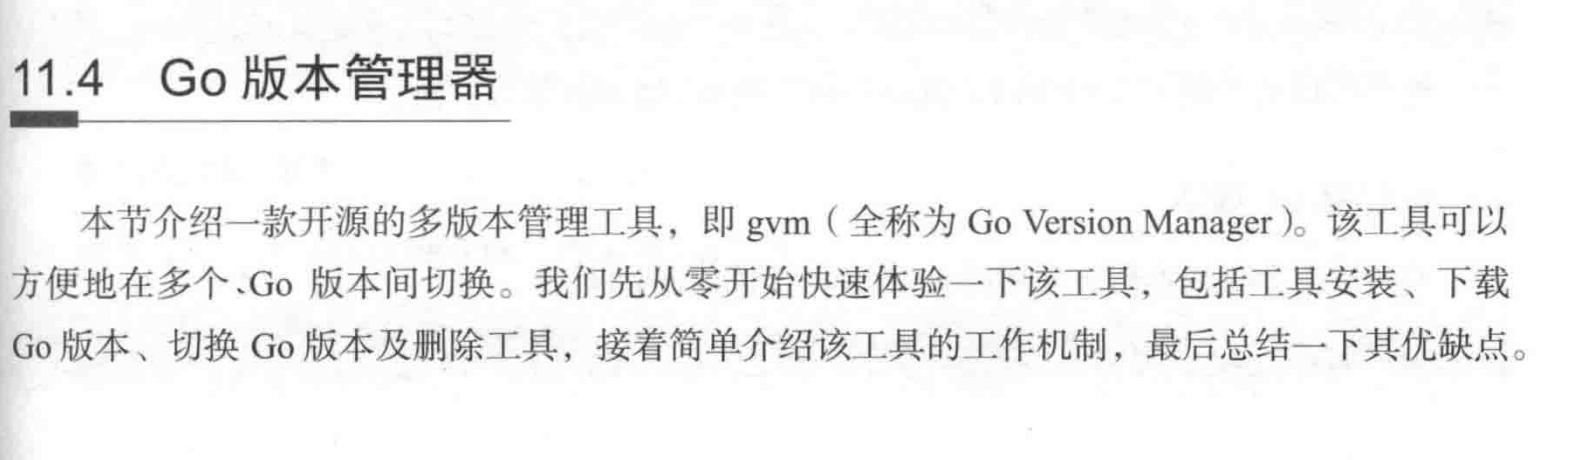 11.4 Go 版本管理器
本节介绍一款开源的多版本管理工具，即 gvm（全称为 Go Version Manager）。该工具可以
方便地在多个、Go 版本间切换。我们先从零开始快速体验一下该工具，包括工具安装、下载
Go 版本、切换 Go 版本及删除工具，接着简单介绍该工具的工作机制，最后总结一下其优缺点。